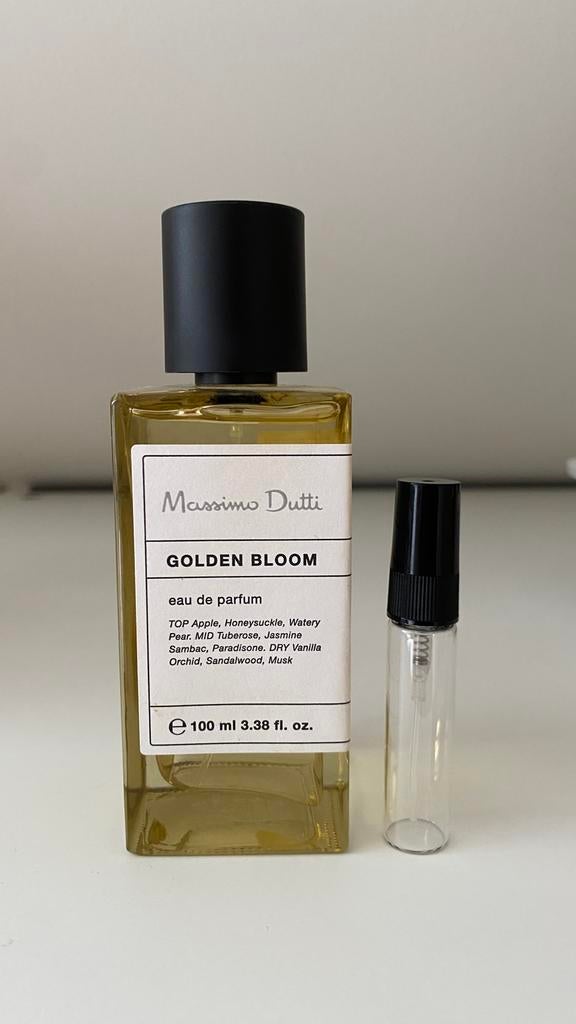 Massimo Dutti
GOLDEN BLOOM
eau de parfum
TOP Apple, Honeysuckle, Watery
Pear. MID Tuberose, Jasmine
Sambac, Paradisone. DRY Vanilla
Orchid, Sandalwood, Musk
℮ 100 ml 3.38 fl. oz.